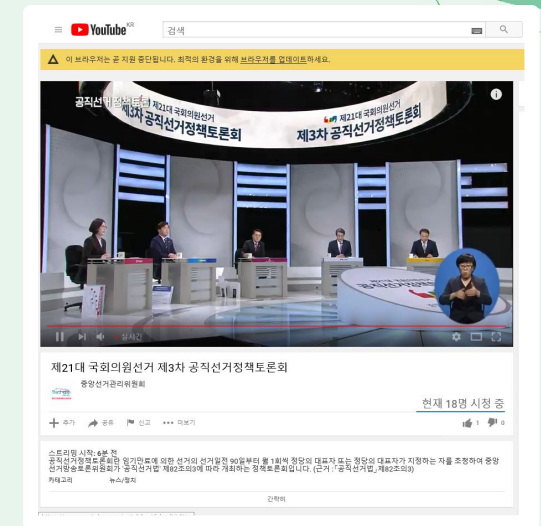 YouTube KR
검색
이 브라우저는 곧 지원 중단됩니다. 최적의 환경을 위해 브라우저를 업데이트하세요.
제21대 국회의원선거
제3차 공직선거정책토론회
제21대 국회의원선거
제3차 공직선거정책토론회
실시간
제21대 국회의원선거 제3차 공직선거정책토론회
중앙선거관리위원회
현재 18명 시청 중
추가 공유 신고 더보기
1 0
스트리밍 시작: 6분 전
공직선거정책토론회란 임기만료에 의한 선거의 선거일전 90일부터 월 1회씩 정당의 대표자 또는 정당의 대표자가 지정하는 자를 초청하여 중앙
선거방송토론위원회가 '공직선거법' 제82조의3에 따라 개최하는 정책토론회입니다. (근거 :「공직선거법」제82조의3)
카테고리 뉴스/정치
간략히